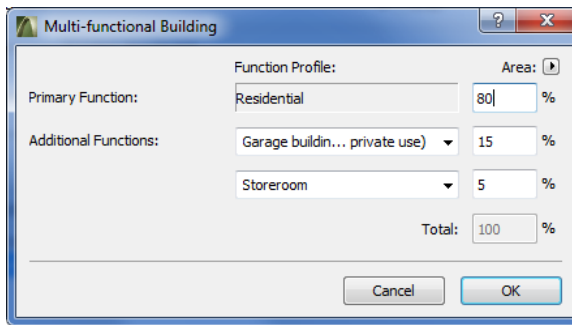 Multi-functional Building
Function Profile: Area:
Primary Function: Residential 80 %
Additional Functions: Garage buildin... private use) 15 %
Storeroom 5 %
Total: 100 %
Cancel OK